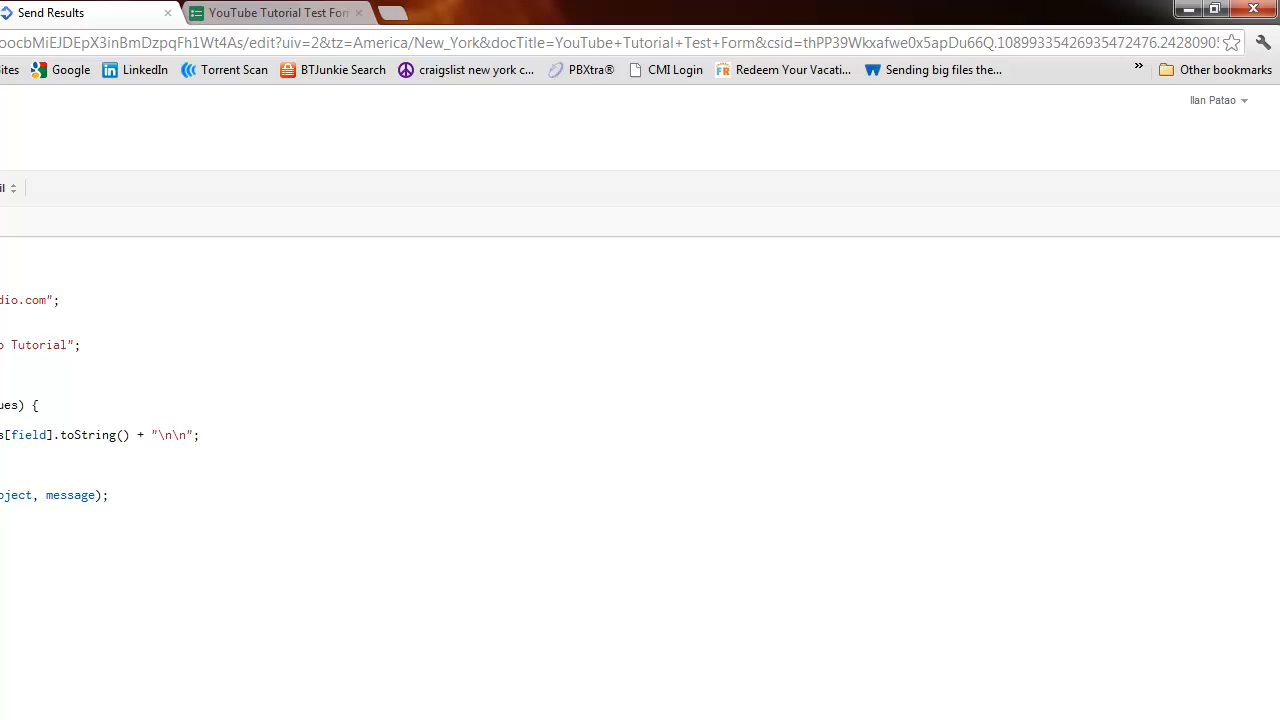 Send Results
YouTube Tutorial Test For
oocbMiEJDEpX3inBmDzpqFh1Wt4As/edit?uiv=2&tz=America/New_York&docTitle=YouTube+Tutorial+Test+Form&csid=thPP39Wkxafwe0x5apDu66Q.10899335426935472476.2428090
ites Google LinkedIn Torrent Scan BTJunkie Search craigslist new york c... PBXtra® CMI Login Redeem Your Vacati... Sending big files the... » Other bookmarks
Ilan Patao
il
dio.com";
o Tutorial";
ues) {
s[field].toString() + "\n\n";
oject, message);